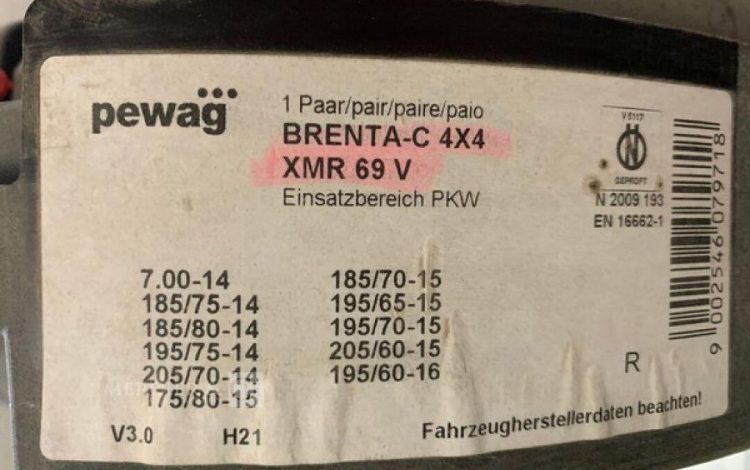 pewag
1 Paar/pair/paire/paio
BRENTA-C 4X4
XMR 69 V
Einsatzbereich PKW
V 5117
GEPRÜFT
N 2009 193
EN 16662-1
9 002546 079718
7.00-14
185/75-14
185/80-14
195/75-14
205/70-14
175/80-15
185/70-15
195/65-15
195/70-15
205/60-15
195/60-16
R
V3.0 H21
Fahrzeugherstellerdaten beachten!